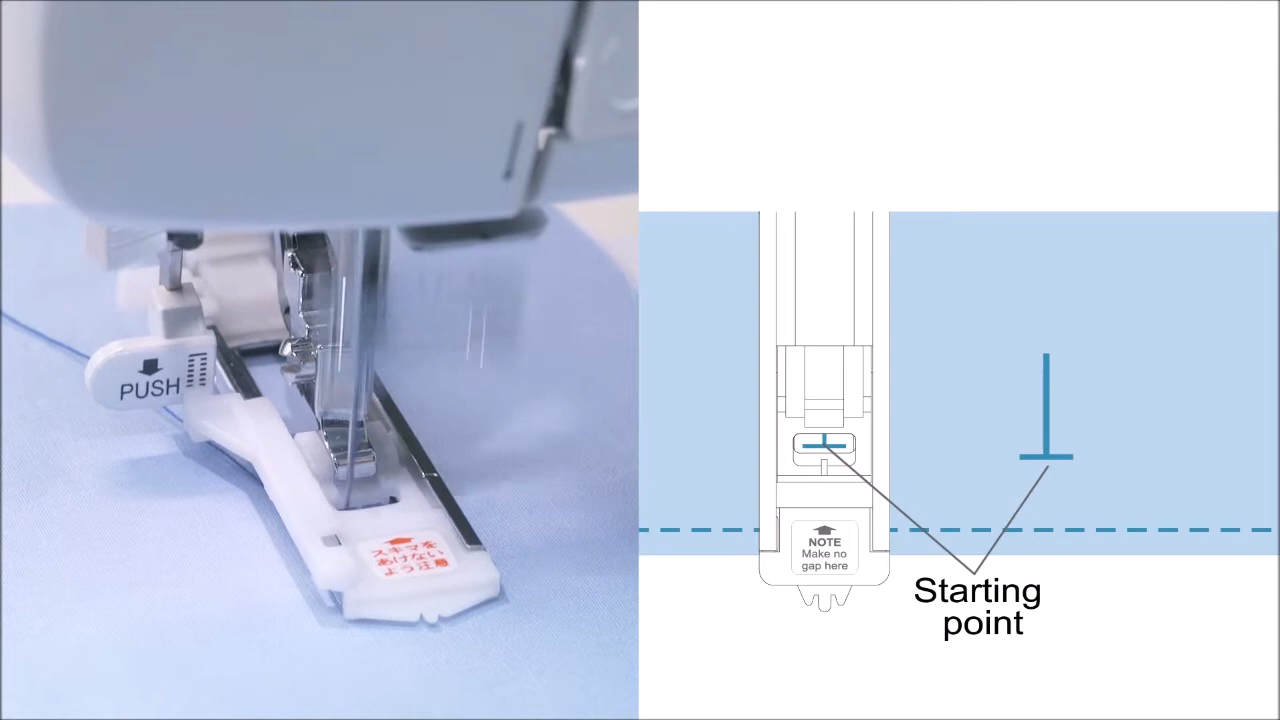 PUSH
スキマを
あけない
よう注意
NOTE
Make no
gap here
Starting
point